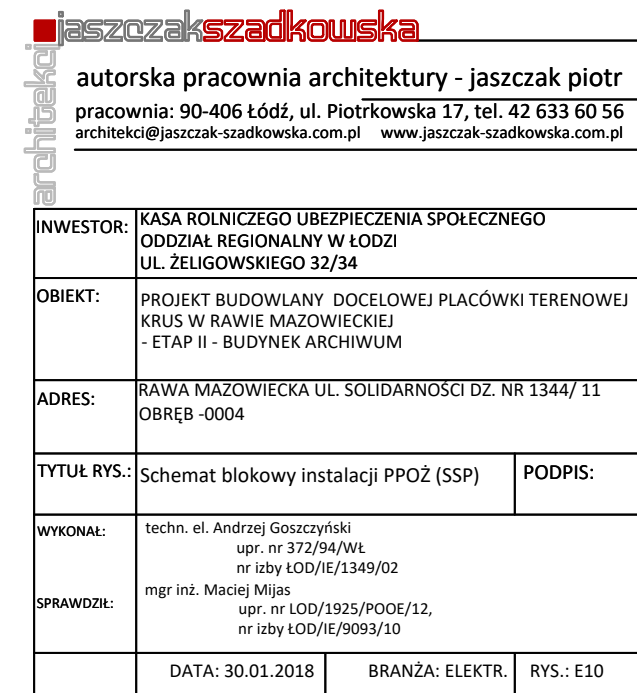 jaszczakszadkowska
architekci
autorska pracownia architektury - jaszczak piotr
pracownia: 90-406 Łódź, ul. Piotrkowska 17, tel. 42 633 60 56
architekci@jaszczak-szadkowska.com.pl www.jaszczak-szadkowska.com.pl
INWESTOR: KASA ROLNICZEGO UBEZPIECZENIA SPOŁECZNEGO
ODDZIAŁ REGIONALNY W ŁODZI
UL. ŻELIGOWSKIEGO 32/34
OBIEKT: PROJEKT BUDOWLANY DOCELOWEJ PLACÓWKI TERENOWEJ
KRUS W RAWIE MAZOWIECKIEJ
- ETAP II - BUDYNEK ARCHIWUM
ADRES: RAWA MAZOWIECKA UL. SOLIDARNOŚCI DZ. NR 1344/ 11
OBRĘB -0004
TYTUŁ RYS.: Schemat blokowy instalacji PPOŻ (SSP) PODPIS:
WYKONAŁ: techn. el. Andrzej Goszczyński
upr. nr 372/94/WŁ
nr izby ŁOD/IE/1349/02
SPRAWDZIŁ: mgr inż. Maciej Mijas
upr. nr LOD/1925/POOE/12,
nr izby ŁOD/IE/9093/10
DATA: 30.01.2018 BRANŻA: ELEKTR. RYS.: E10